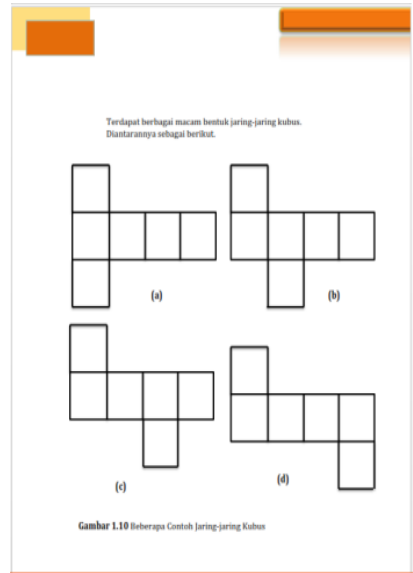 Terdapat berbagai macam bentuk jaring-jaring kubus.
Diantarannya sebagai berikut.
(a)
(b)
(c)
(d)
Gambar 1.10 Beberapa Contoh Jaring-jaring Kubus